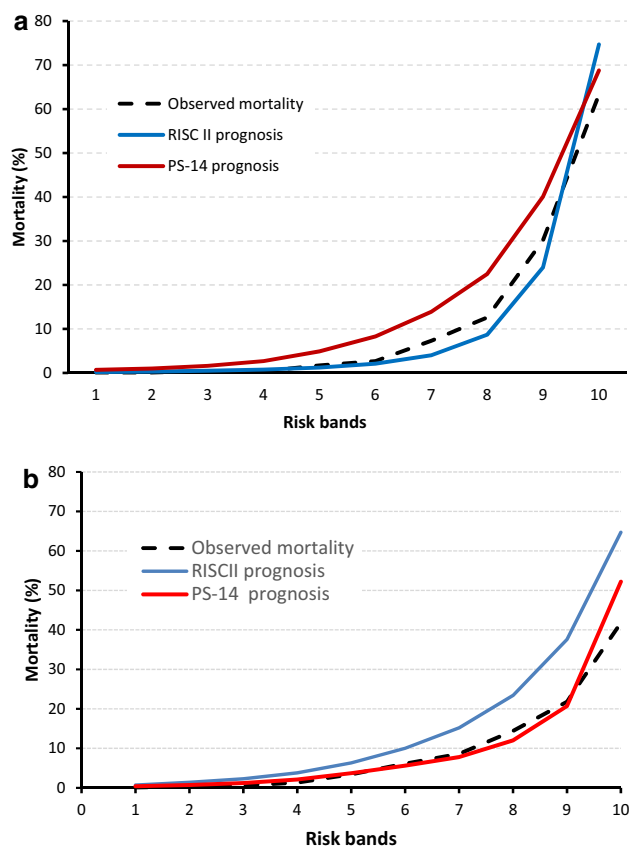 a
80
70
60
50
40
30
20
10
0
Mortality (%)
Observed mortality
RISC II prognosis
PS-14 prognosis
1 2 3 4 5 6 7 8 9 10
Risk bands
b
80
70
60
50
40
30
20
10
0
Mortality (%)
Observed mortality
RISCII prognosis
PS-14 prognosis
0 1 2 3 4 5 6 7 8 9 10
Risk bands